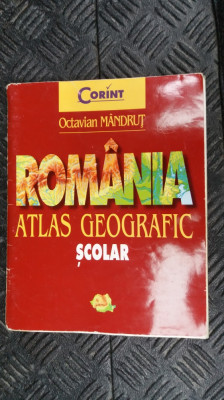 CORINT
Octavian MÂNDRUȚ
ROMÂNIA
ATLAS GEOGRAFIC
ȘCOLAR